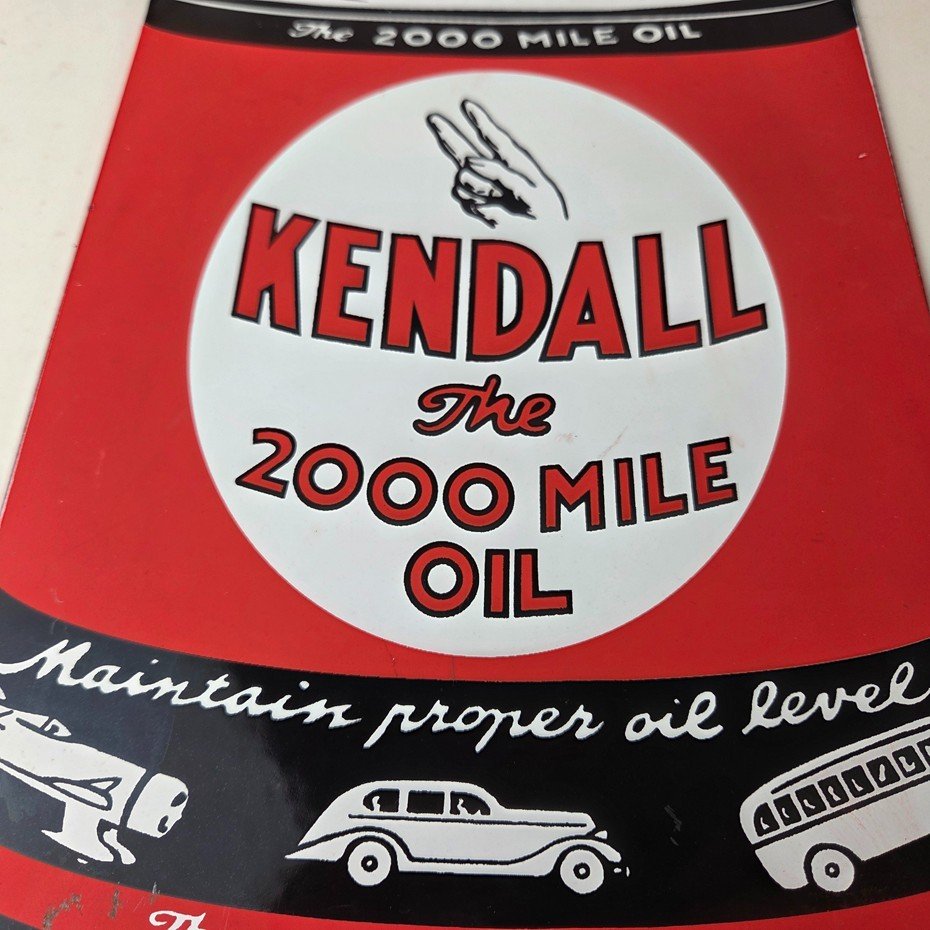 The 2000 MILE OIL
KENDALL
The
2000 MILE
OIL
Maintain proper oil level